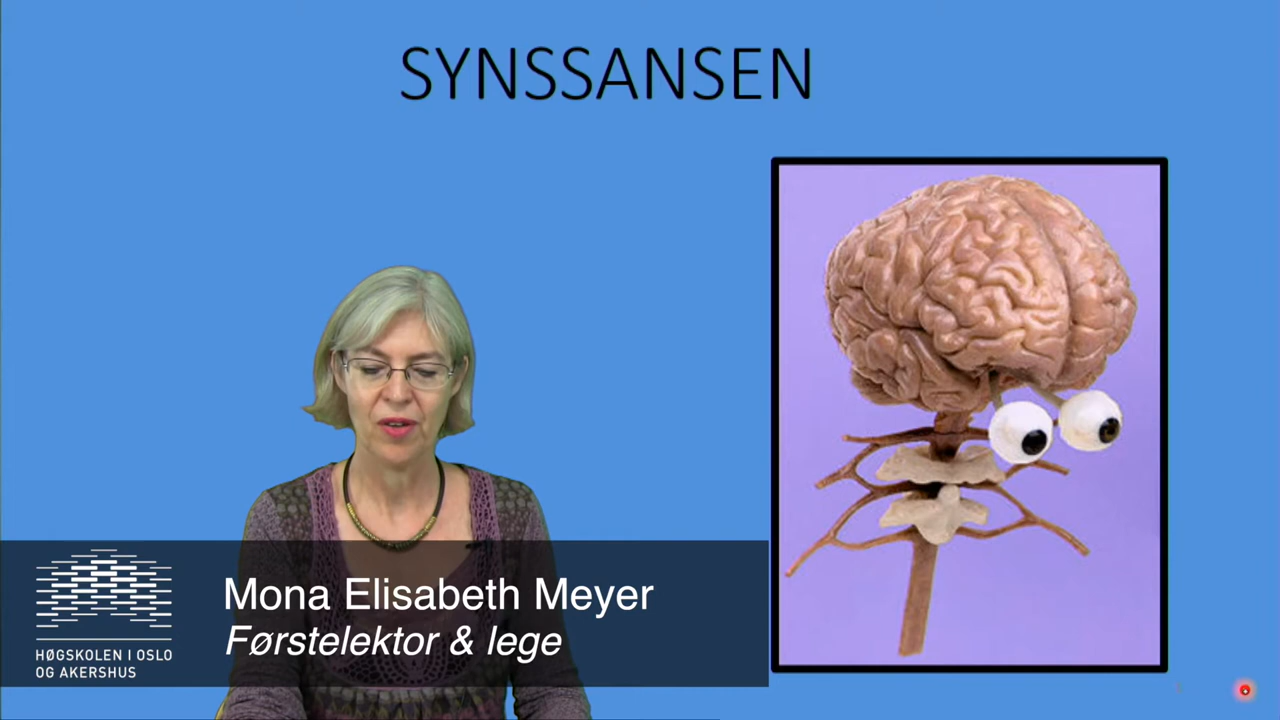 SYNSSANSEN
Mona Elisabeth Meyer
Førstelektor & lege
HØGSKOLEN I OSLO
OG AKERSHUS